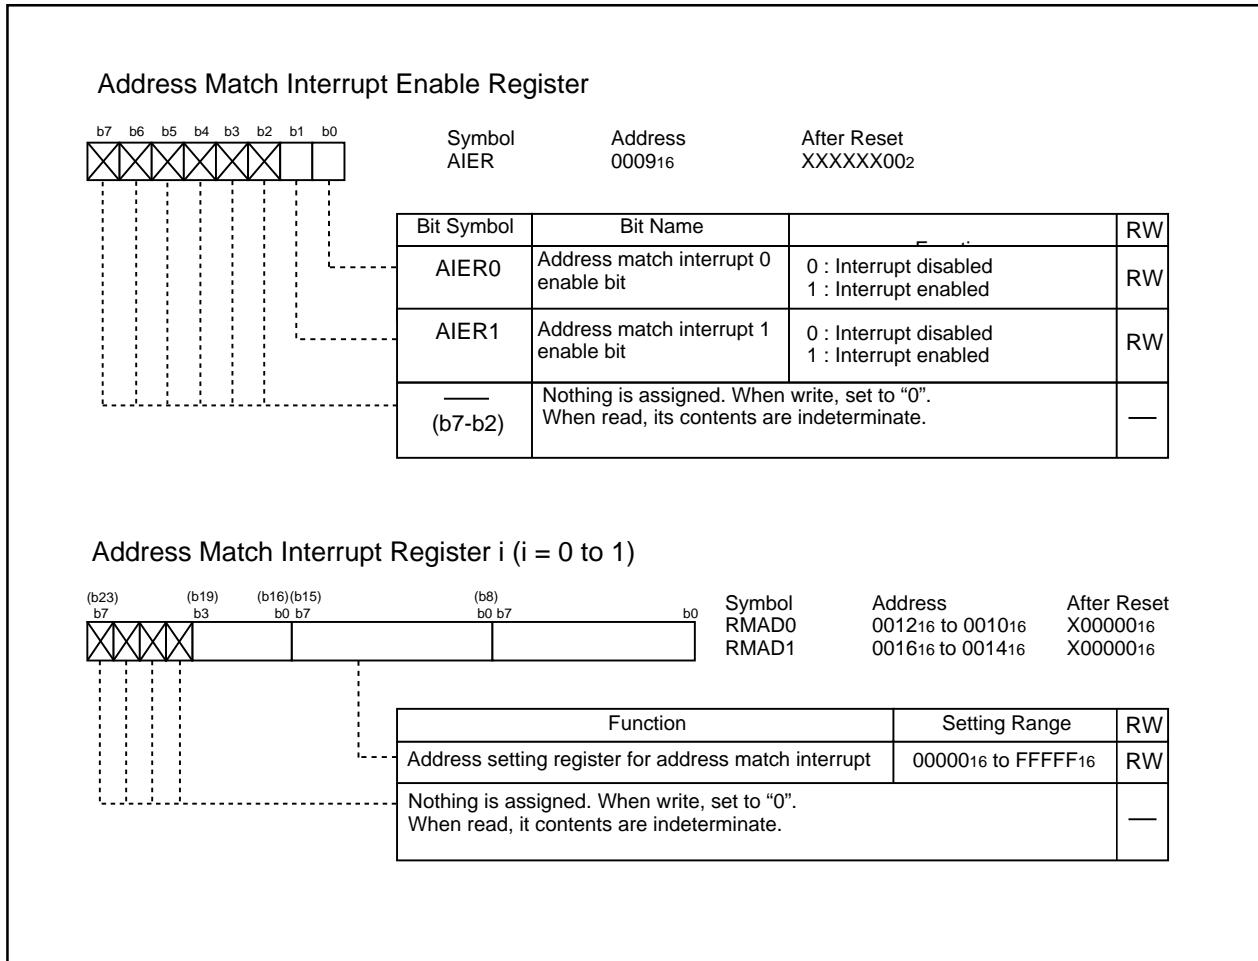 Address Match Interrupt Enable Register
b7 b6 b5 b4 b3 b2 b1 b0
Symbol Address After Reset
AIER 000916 XXXXXX002
Bit Symbol Bit Name RW
AIER0 Address match interrupt 0 enable bit 0 : Interrupt disabled 1 : Interrupt enabled RW
AIER1 Address match interrupt 1 enable bit 0 : Interrupt disabled 1 : Interrupt enabled RW
(b7-b2) Nothing is assigned. When write, set to “0”.
When read, its contents are indeterminate.
Address Match Interrupt Register i (i = 0 to 1)
(b23) (b19) (b16)(b15) (b8)
b7 b3 b0 b7 b0 b7 b0
Symbol Address After Reset
RMAD0 001216 to 001016 X0000016
RMAD1 001616 to 001416 X0000016
Function Setting Range RW
Address setting register for address match interrupt 0000016 to FFFFF16 RW
Nothing is assigned. When write, set to “0”.
When read, it contents are indeterminate.